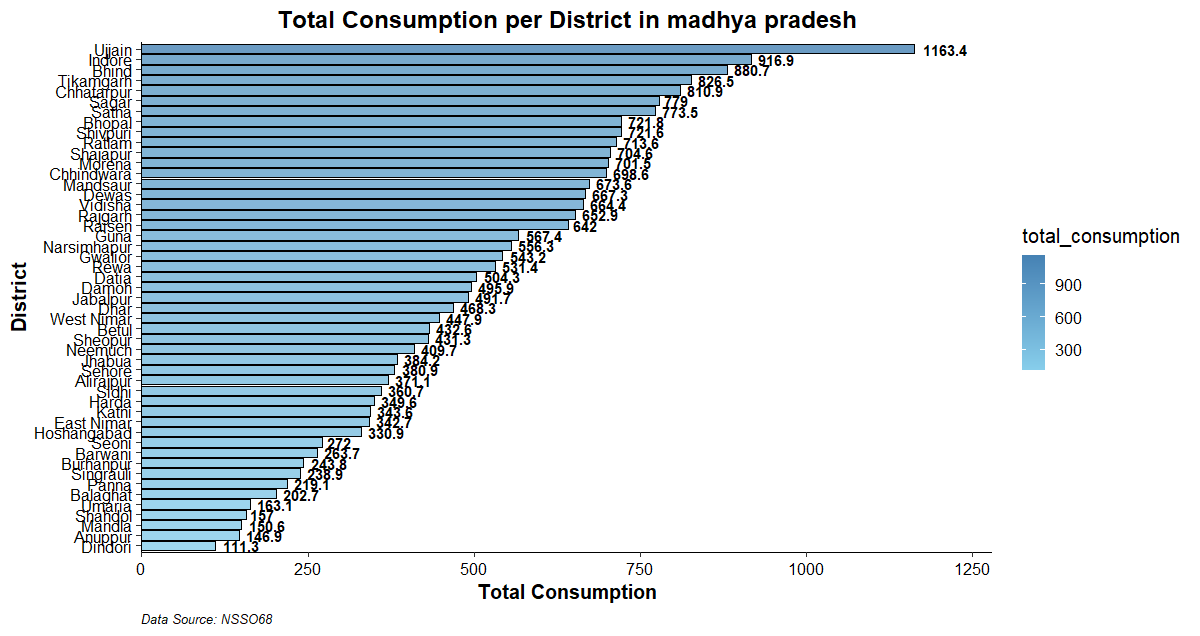 Total Consumption per District in madhya pradesh
Ujjain 1163.4
Indore 916.9
Bhind 880.7
Tikamgarh 826.5
Chhatarpur 810.9
Sagar 779
Satna 773.5
Bhopal 721.8
Shivpuri 721.6
Ratlam 713.6
Shajapur 704.6
Morena 701.5
Chhindwara 698.6
Mandsaur 673.6
Dewas 667.3
Vidisha 664.4
Rajgarh 652.9
Raisen 642
Guna 567.4
Narsimhapur 556.3
Gwalior 543.2
Rewa 531.4
Datia 504.3
Damoh 495.9
Jabalpur 491.7
Dhar 468.3
West Nimar 447.9
Betul 432.6
Sheopur 431.3
Neemuch 409.7
Jhabua 384.2
Sehore 380.9
Alirajpur 371.1
Sidhi 360.7
Harda 349.6
Katni 343.6
East Nimar 342.7
Hoshangabad 330.9
Seoni 272
Barwani 263.7
Burhanpur 243.8
Singrauli 238.9
Panna 219.1
Balaghat 202.7
Umaria 163.1
Shahdol 157
Mandla 150.6
Anuppur 146.9
Dindori 111.3
District
0 250 500 750 1000 1250
Total Consumption
Data Source: NSSO68
total_consumption
900
600
300